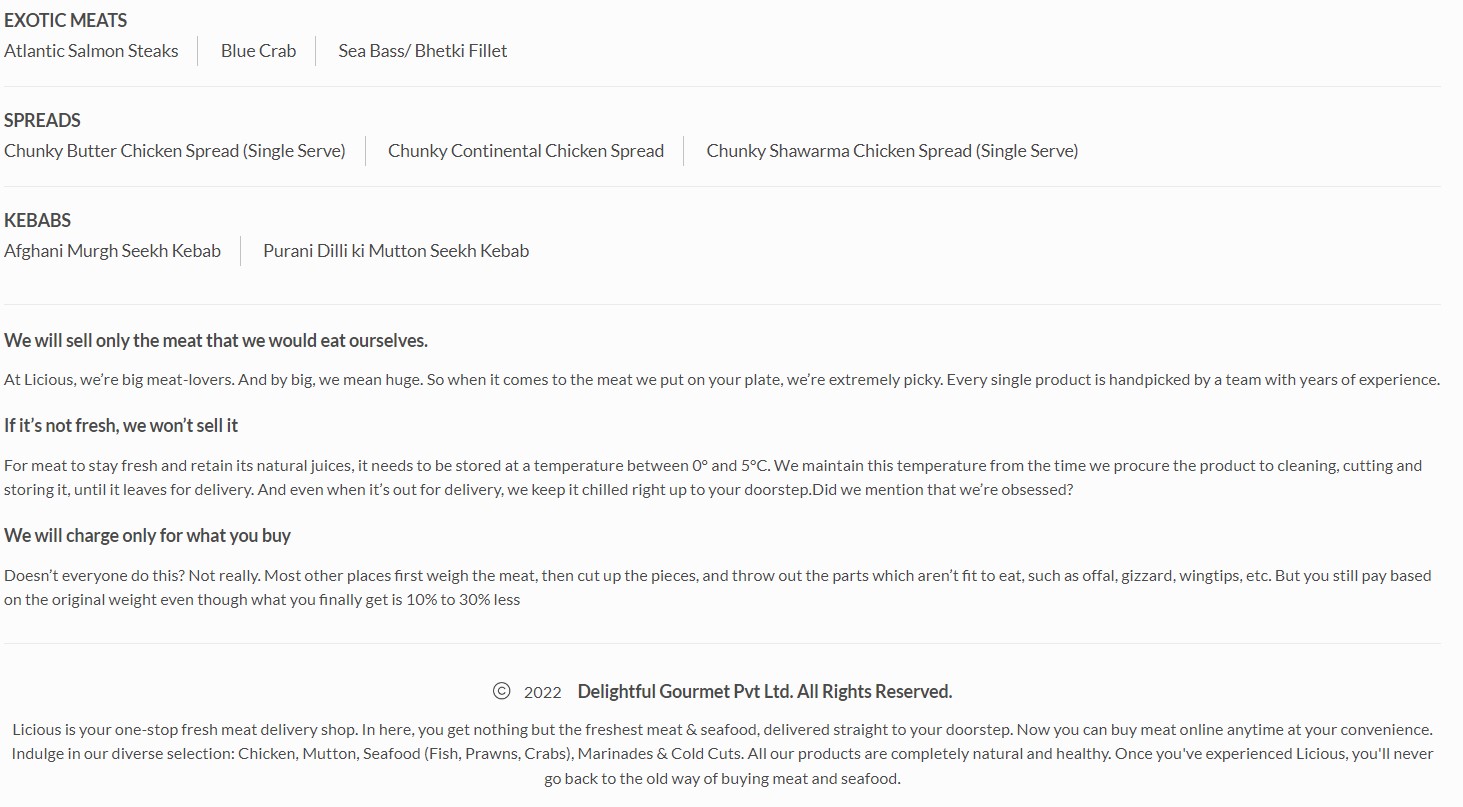 EXOTIC MEATS
Atlantic Salmon Steaks Blue Crab Sea Bass/ Bhetki Fillet
SPREADS
Chunky Butter Chicken Spread (Single Serve) Chunky Continental Chicken Spread Chunky Shawarma Chicken Spread (Single Serve)
KEBABS
Afghani Murgh Seekh Kebab Purani Dilli ki Mutton Seekh Kebab
We will sell only the meat that we would eat ourselves.
At Licious, we’re big meat-lovers. And by big, we mean huge. So when it comes to the meat we put on your plate, we’re extremely picky. Every single product is handpicked by a team with years of experience.
If it’s not fresh, we won’t sell it
For meat to stay fresh and retain its natural juices, it needs to be stored at a temperature between 0° and 5°C. We maintain this temperature from the time we procure the product to cleaning, cutting and
storing it, until it leaves for delivery. And even when it’s out for delivery, we keep it chilled right up to your doorstep.Did we mention that we’re obsessed?
We will charge only for what you buy
Doesn’t everyone do this? Not really. Most other places first weigh the meat, then cut up the pieces, and throw out the parts which aren’t fit to eat, such as offal, gizzard, wingtips, etc. But you still pay based
on the original weight even though what you finally get is 10% to 30% less
© 2022 Delightful Gourmet Pvt Ltd. All Rights Reserved.
Licious is your one-stop fresh meat delivery shop. In here, you get nothing but the freshest meat & seafood, delivered straight to your doorstep. Now you can buy meat online anytime at your convenience.
Indulge in our diverse selection: Chicken, Mutton, Seafood (Fish, Prawns, Crabs), Marinades & Cold Cuts. All our products are completely natural and healthy. Once you've experienced Licious, you'll never
go back to the old way of buying meat and seafood.